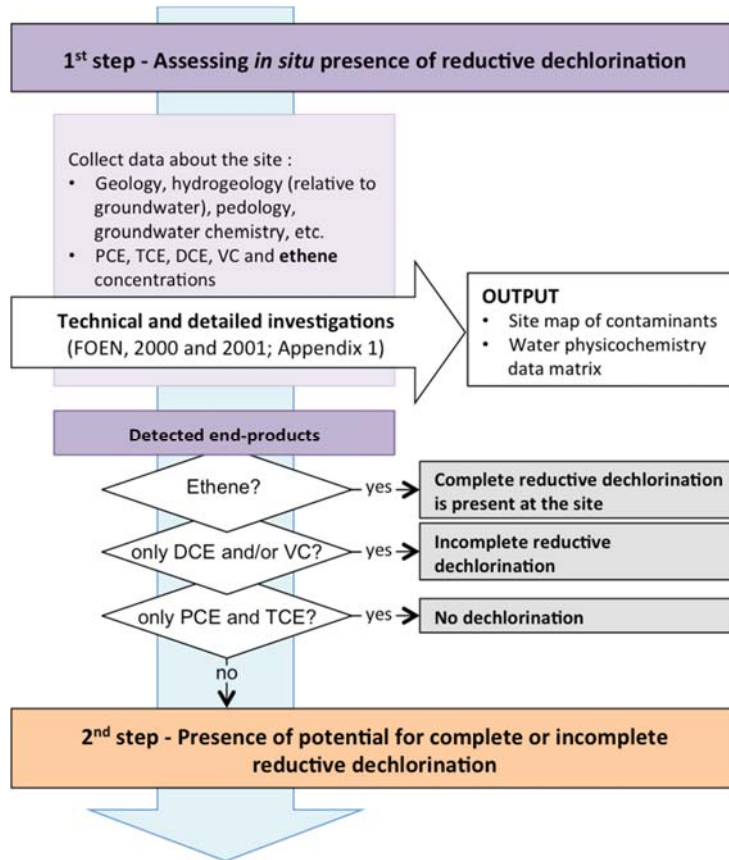 1st step - Assessing in situ presence of reductive dechlorination
Collect data about the site :
• Geology, hydrogeology (relative to
groundwater), pedology,
groundwater chemistry, etc.
• PCE, TCE, DCE, VC and ethene
concentrations
Technical and detailed investigations
(FOEN, 2000 and 2001; Appendix 1)
OUTPUT
• Site map of contaminants
• Water physicochemistry
data matrix
Detected end-products
Ethene?
yes
Complete reductive dechlorination
is present at the site
only DCE and/or VC?
yes
Incomplete reductive
dechlorination
only PCE and TCE?
yes
No dechlorination
no
2nd step - Presence of potential for complete or incomplete
reductive dechlorination